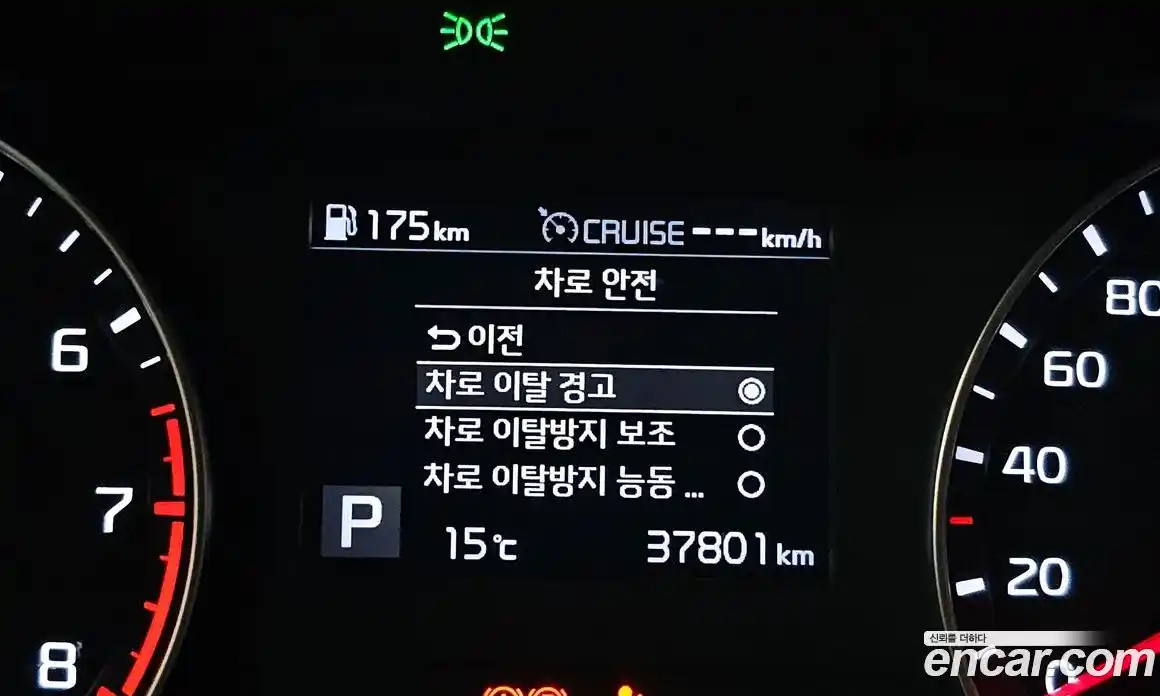 175km CRUISE ---km/h
차로 안전
이전
차로 이탈 경고
차로 이탈방지 보조
차로 이탈방지 능동 ...
P 15℃ 37801km
6
7
8
80
60
40
20
신뢰를 더하다
encar.com